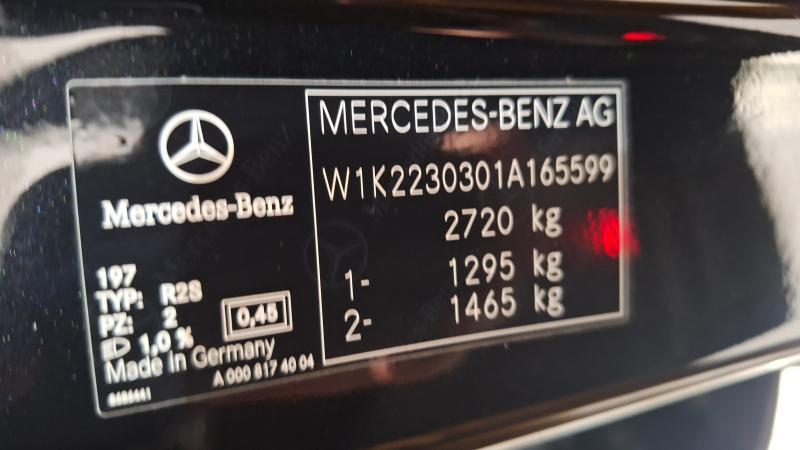 Mercedes-Benz
197
TYP: R2S
PZ: 2
1,0 %
0,45
Made In Germany
A 000 817 40 04
MERCEDES-BENZ AG
W1K2230301A165599
2720 kg
1- 1295 kg
2- 1465 kg